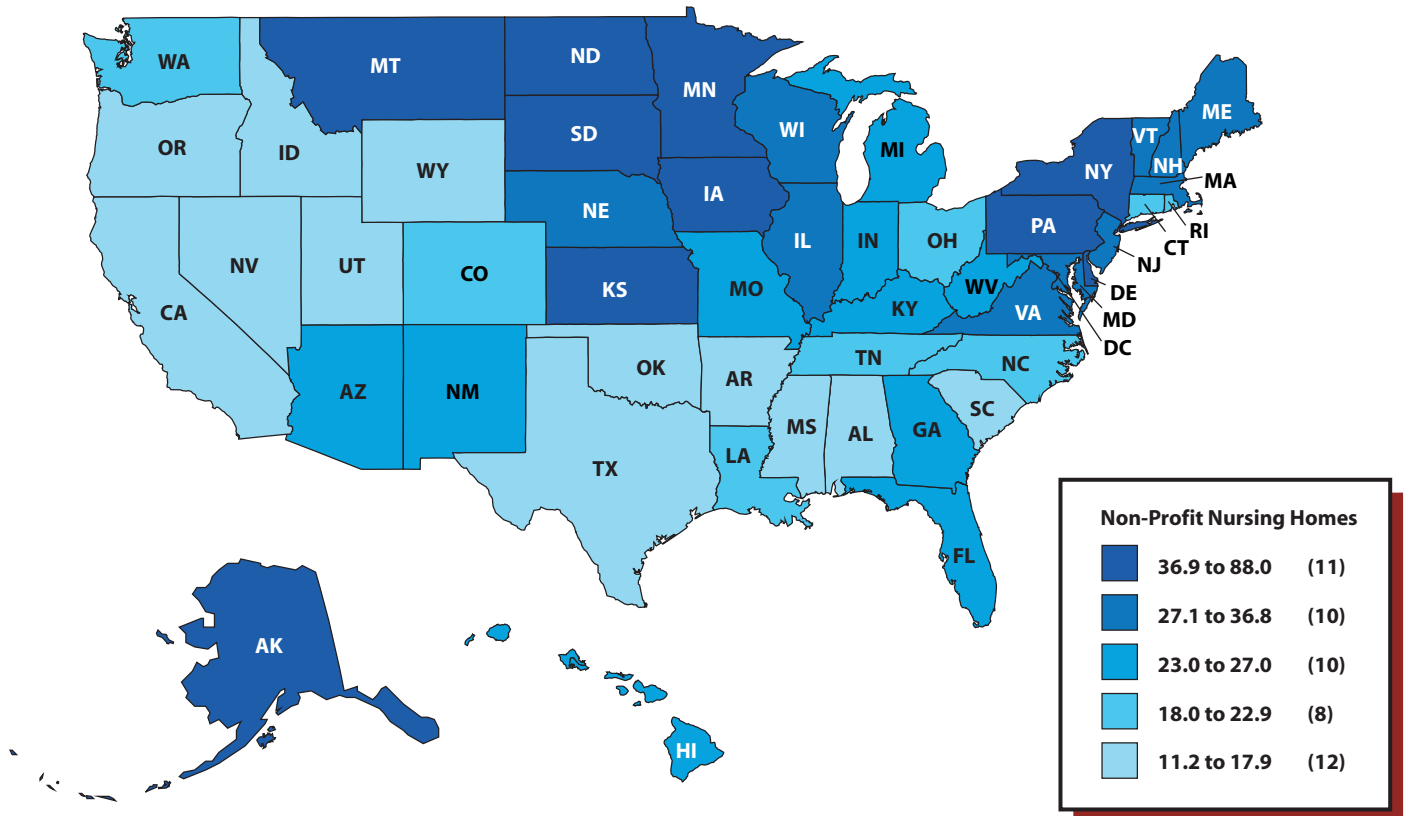 WA
MT
ND
MN
OR
ID
SD
WI
MI
ME
VT
NH
WY
NY
MA
IA
NE
PA
RI
CT
NV
UT
CO
IL
IN
OH
NJ
CA
KS
MO
WV
DE
KY
VA
MD
DC
AZ
NM
OK
AR
TN
NC
SC
MS
AL
GA
LA
TX
FL
AK
HI
Non-Profit Nursing Homes
36.9 to 88.0 (11)
27.1 to 36.8 (10)
23.0 to 27.0 (10)
18.0 to 22.9 (8)
11.2 to 17.9 (12)